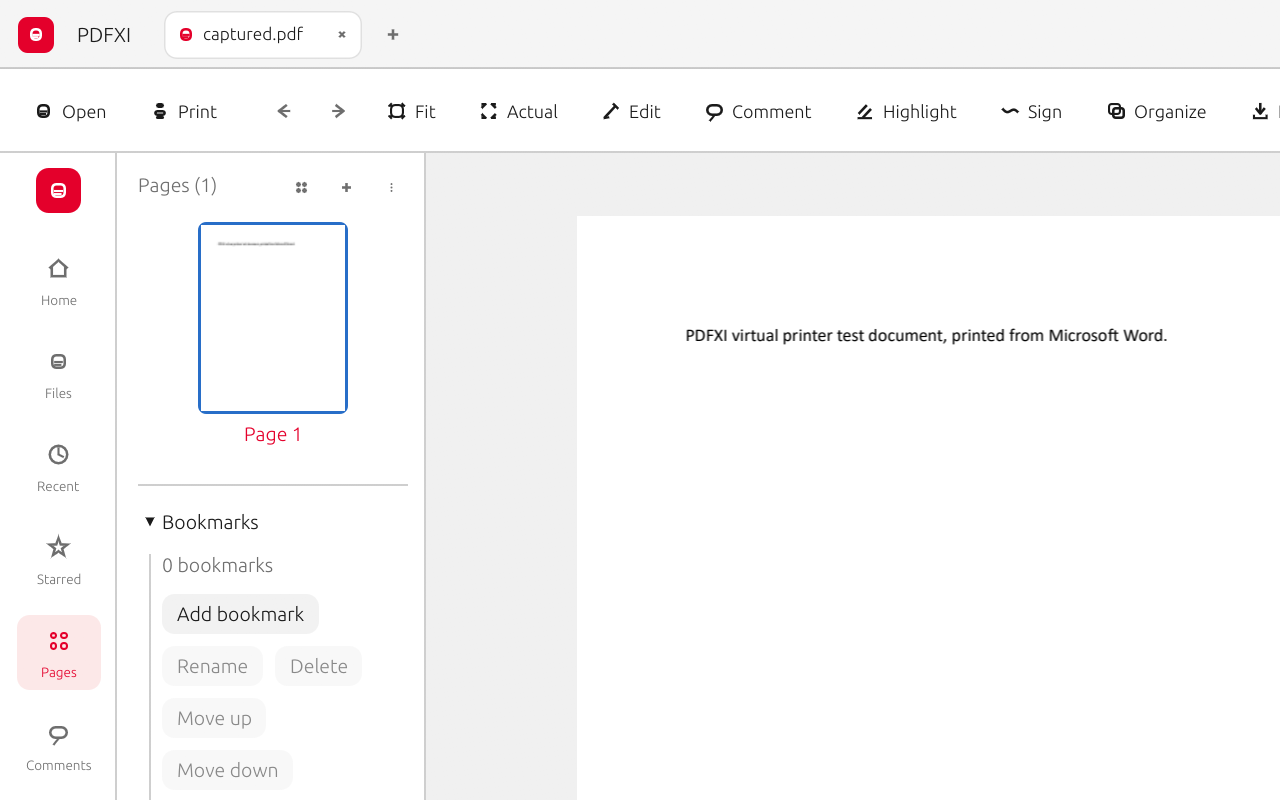 PDFXI
captured.pdf
Open
Print
Fit
Actual
Edit
Comment
Highlight
Sign
Organize
Pages (1)
Home
Files
Recent
Starred
Pages
Comments
Page 1
Bookmarks
0 bookmarks
Add bookmark
Rename
Delete
Move up
Move down
PDFXI virtual printer test document, printed from Microsoft Word.